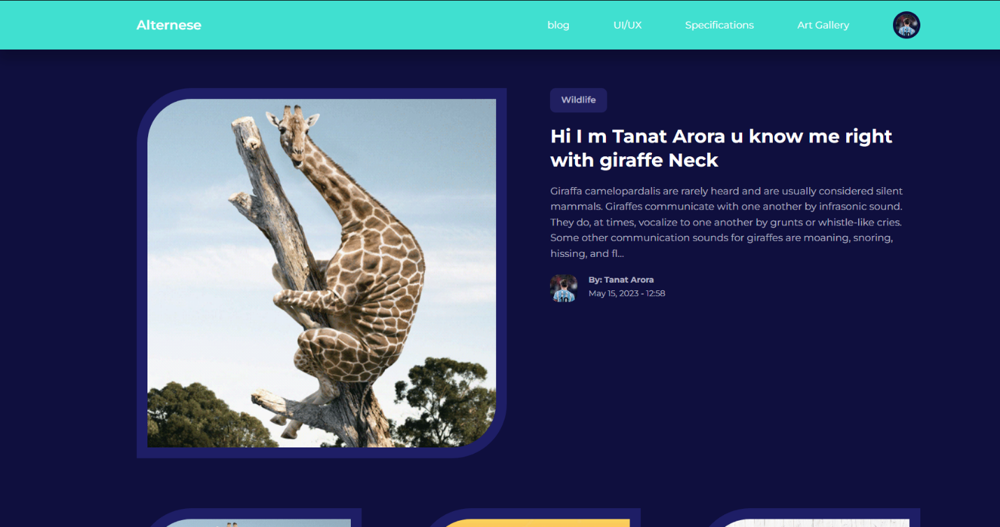 Alternese
blog
UI/UX
Specifications
Art Gallery
Wildlife
Hi I m Tanat Arora u know me right
with giraffe Neck
Giraffa camelopardalis are rarely heard and are usually considered silent
mammals. Giraffes communicate with one another by infrasonic sound.
They do, at times, vocalize to one another by grunts or whistle-like cries.
Some other communication sounds for giraffes are moaning, snoring,
hissing, and fl...
By: Tanat Arora
May 15, 2023 - 12:58
10